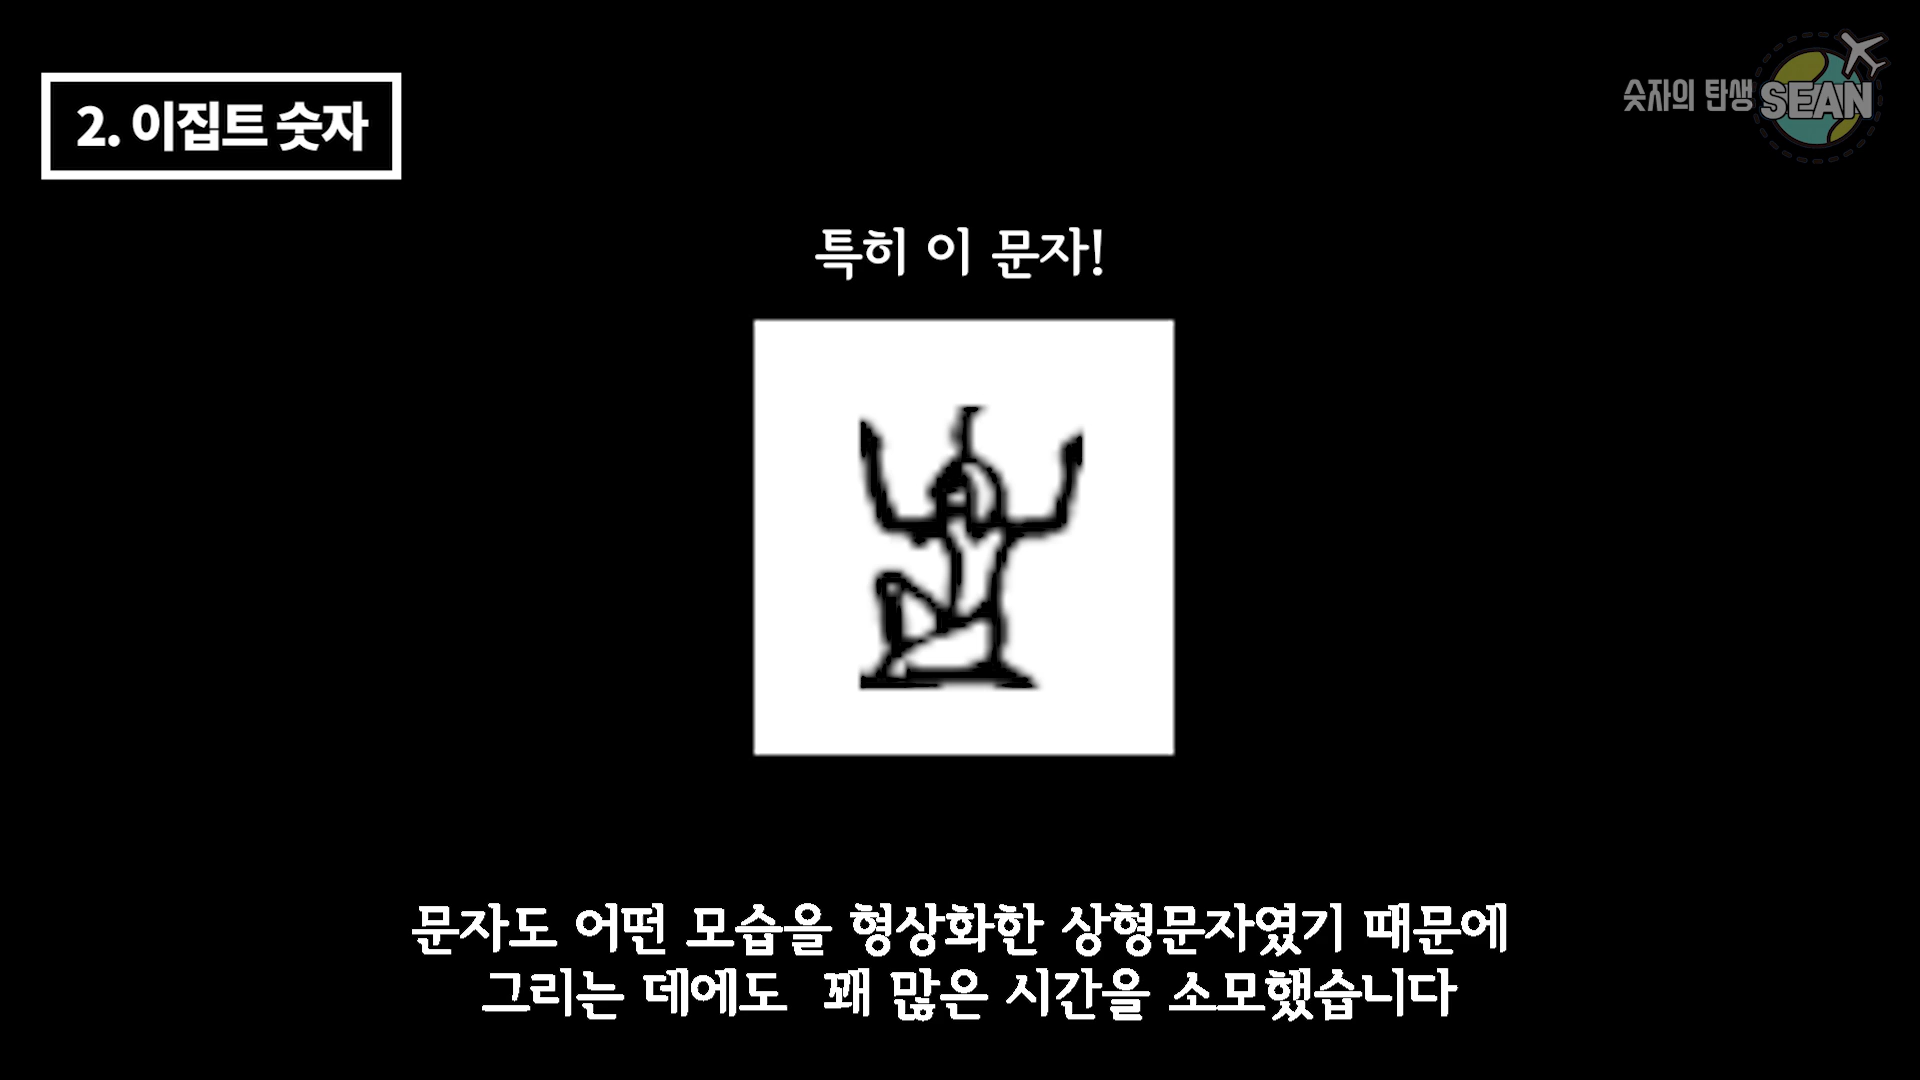 2. 이집트 숫자
숫자의 탄생 SEAN
특히 이 문자!
문자도 어떤 모습을 형상화한 상형문자였기 때문에
그리는 데에도 꽤 많은 시간을 소모했습니다